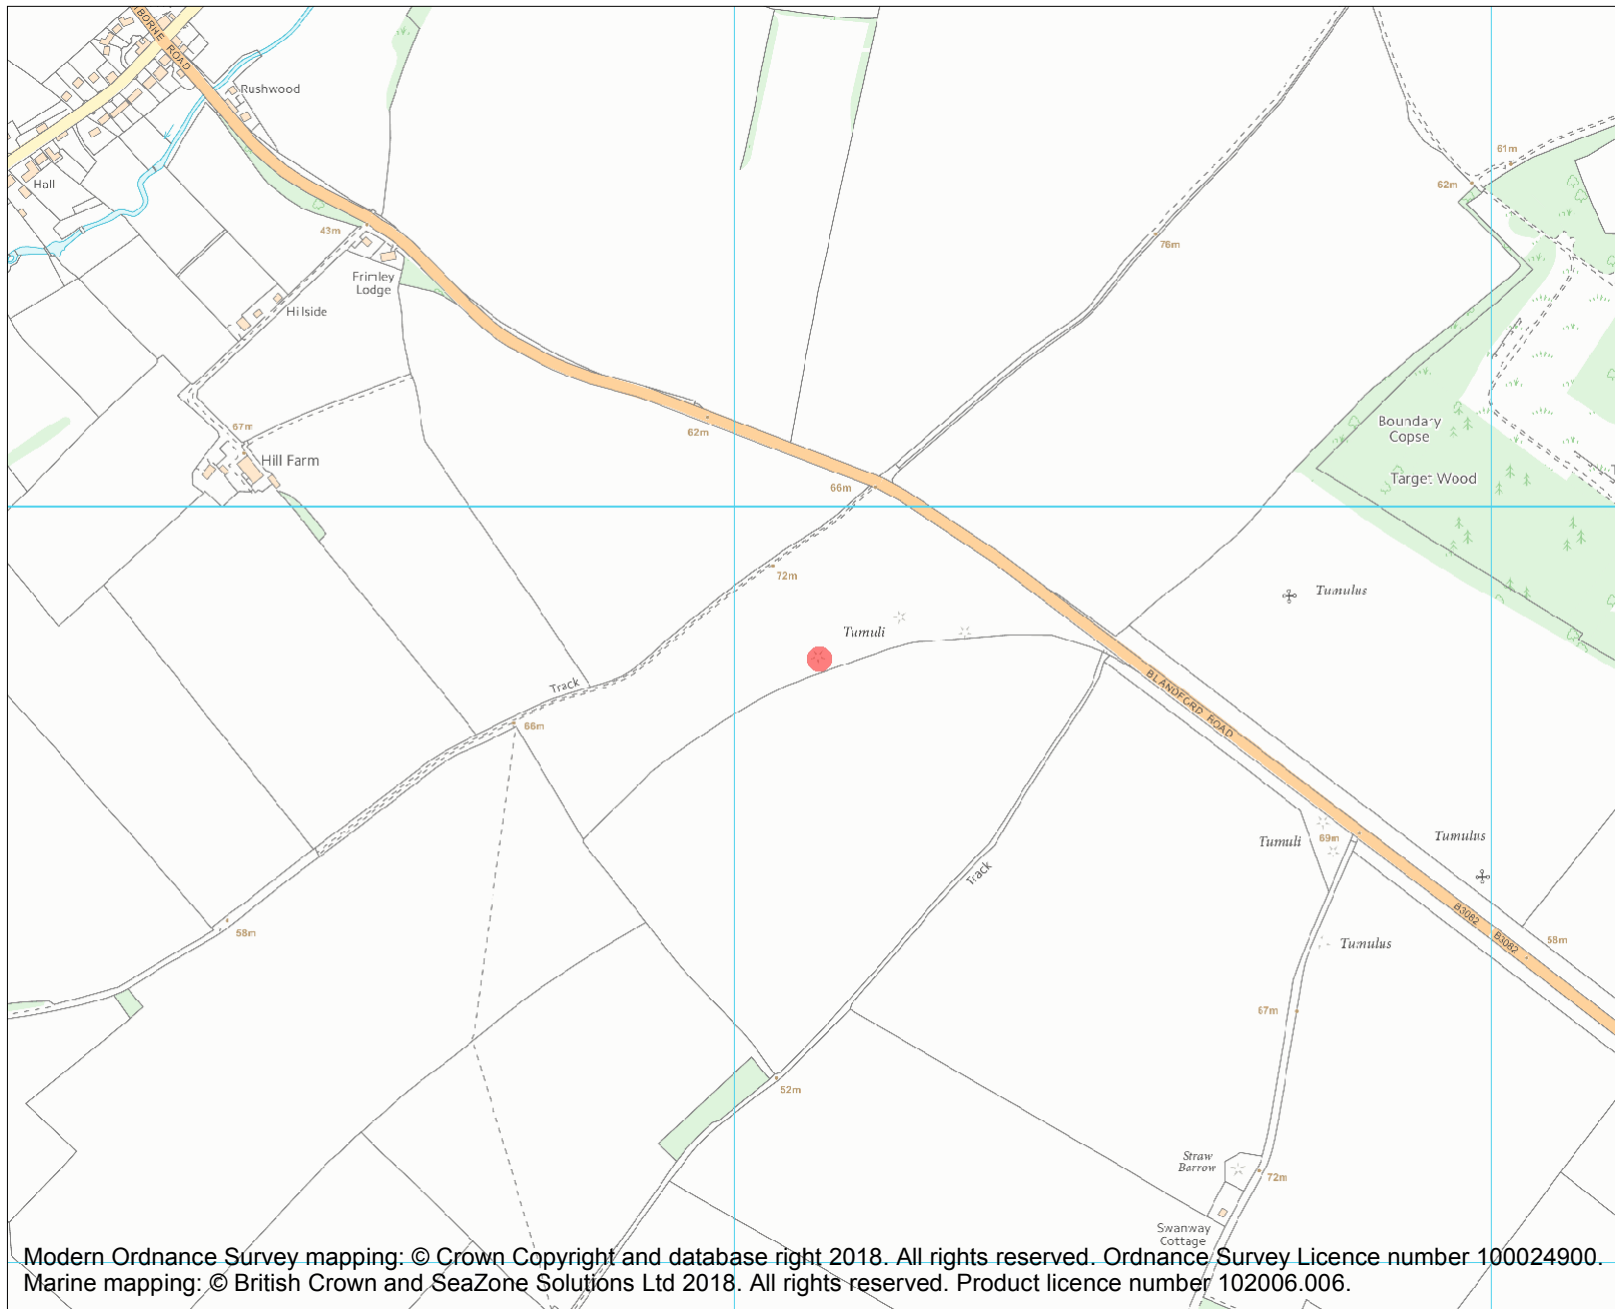 BORNE ROAD
Rushwood
61m
Hall
62m
43m
76m
Frimley
Lodge
Hillside
67m
62m
Boundary
Copse
Hill Farm
Target Wood
66m
72m
Tumulus
Tumuli
Track
BLANDFORD ROAD
66m
Tumuli
69m
Tumulus
Track
58m
B3082
B3082
58m
Tumulus
67m
52m
Straw
Barrow
72m
Swanway
Cottage
Modern Ordnance Survey mapping: © Crown Copyright and database right 2018. All rights reserved. Ordnance Survey Licence number 100024900.
Marine mapping: © British Crown and SeaZone Solutions Ltd 2018. All rights reserved. Product licence number 102006.006.